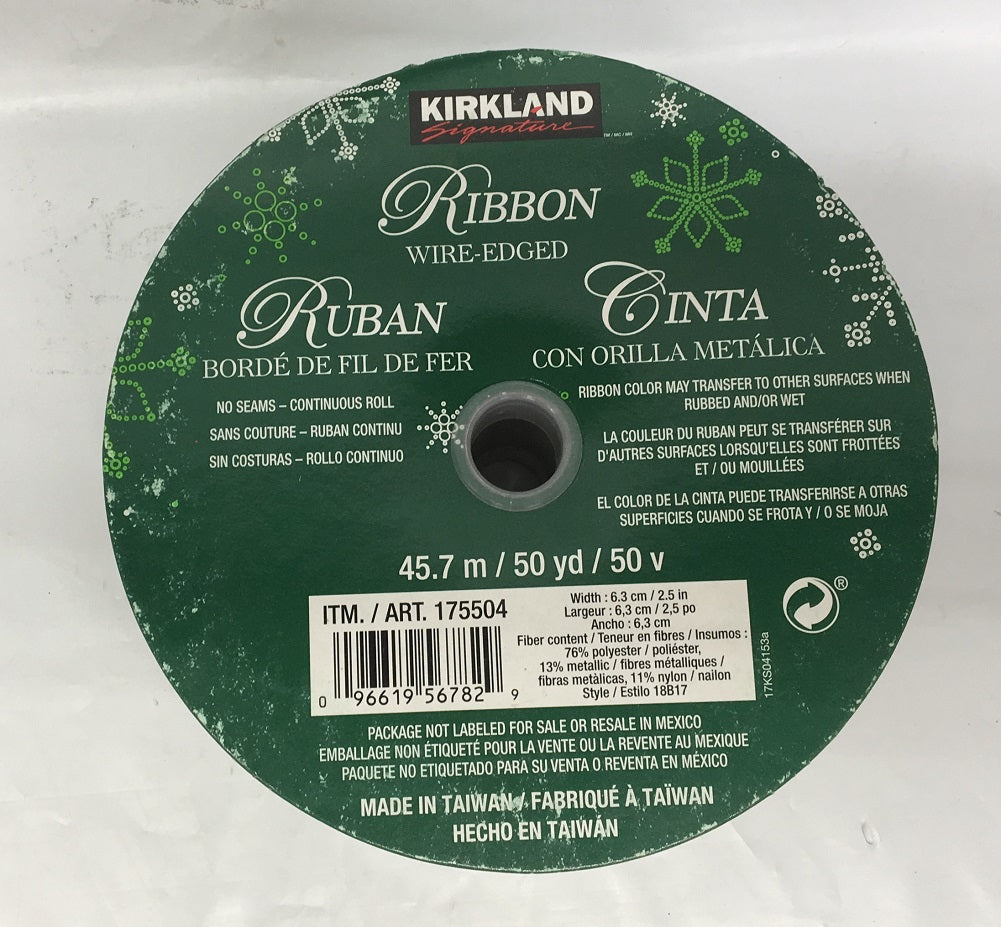 KIRKLAND
Signature
TM / MC / MR
RIBBON
WIRE-EDGED
RUBAN
BORDÉ DE FIL DE FER
CINTA
CON ORILLA METÁLICA
NO SEAMS – CONTINUOUS ROLL
SANS COUTURE – RUBAN CONTINU
SIN COSTURAS – ROLLO CONTINUO
RIBBON COLOR MAY TRANSFER TO OTHER SURFACES WHEN
RUBBED AND/OR WET
LA COULEUR DU RUBAN PEUT SE TRANSFÉRER SUR
D'AUTRES SURFACES LORSQU'ELLES SONT FROTTÉES
ET / OU MOUILLÉES
EL COLOR DE LA CINTA PUEDE TRANSFERIRSE A OTRAS
SUPERFICIES CUANDO SE FROTA Y / O SE MOJA
45.7 m / 50 yd / 50 v
ITM. / ART. 175504
0 96619 56782 9
Width : 6.3 cm / 2.5 in
Largeur : 6,3 cm / 2,5 po
Ancho : 6,3 cm
Fiber content / Teneur en fibres / Insumos :
76% polyester / poliéster,
13% metallic / fibres métalliques /
fibras metàlicas, 11% nylon / nailon
Style / Estilo 18B17
®
17KS04153a
PACKAGE NOT LABELED FOR SALE OR RESALE IN MEXICO
EMBALLAGE NON ÉTIQUETÉ POUR LA VENTE OU LA REVENTE AU MEXIQUE
PAQUETE NO ETIQUETADO PARA SU VENTA O REVENTA EN MÉXICO
MADE IN TAIWAN / FABRIQUÉ À TAÏWAN
HECHO EN TAIWÁN